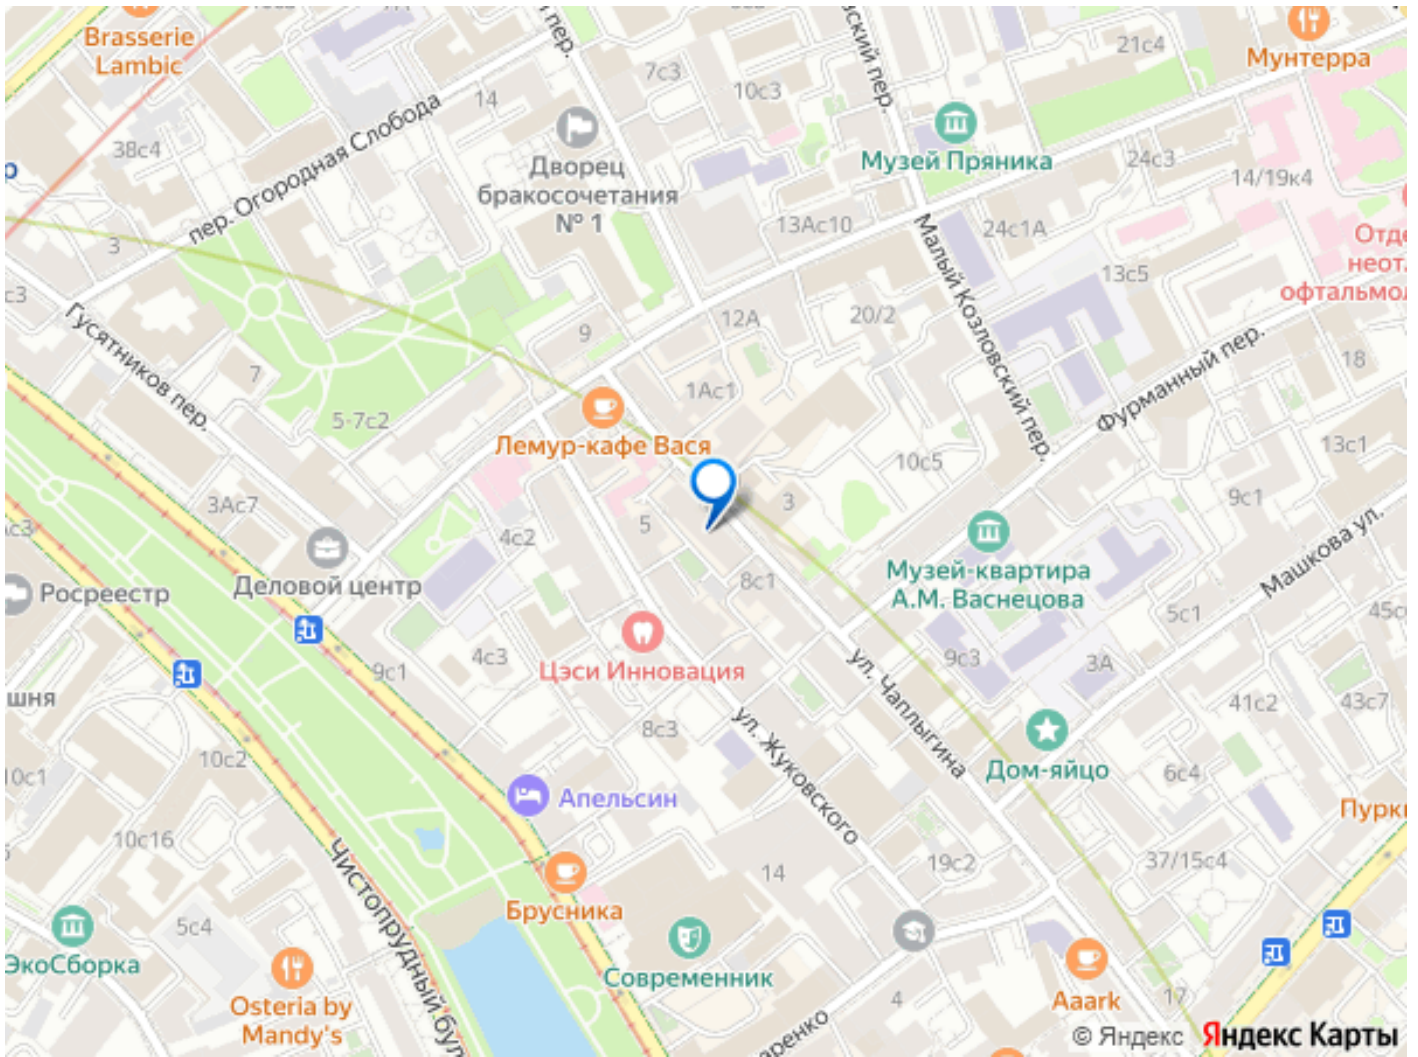 Brasserie
Lambic
Мунтерра
21с4
7с3
10с3
14
38с4
пер. Огородная Слобода
Дворец
бракосочетания
№ 1
Музей Пряника
24с3
14/19к4
13Ас10
24с1А
3
13с5
офтальмол
Малый Козловский пер.
12А
20/2
9
Гусятников пер.
7
18
Фурманный пер.
1Ас1
5-7с2
Лемур-кафе Вася
13с1
10с5
3Ас7
3
9с1
5
4с2
Машкова ул.
Деловой центр
Росреестр
Музей-квартира
А.М. Васнецова
8с1
5с1
4с3
9с1
Цэси Инновация
9с3
3А
ул. Чаплыгина
41с2
43с7
8с3
ул. Жуковского
10с2
10с1
Дом-яйцо
6с4
Апельсин
10с16
Чистопрудный бул
14
19с2
37/15с4
Брусника
5с4
ЭкоСборка
Современник
Osteria by
Mandy's
Aaark
4
17
© Яндекс Яндекс Карты